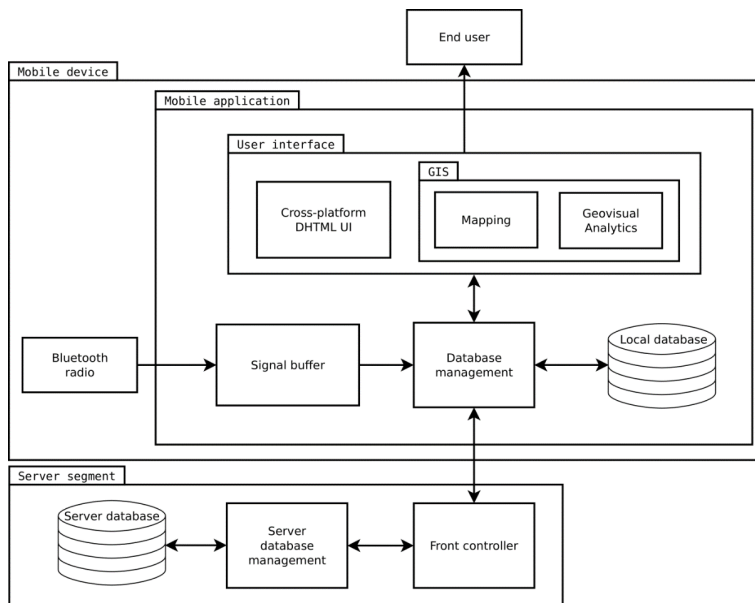 End user
Mobile device
Mobile application
User interface
GIS
Cross-platform
DHTML UI
Mapping
Geovisual
Analytics
Bluetooth
radio
Signal buffer
Database
management
Local database
Server segment
Server database
Server
database
management
Front controller